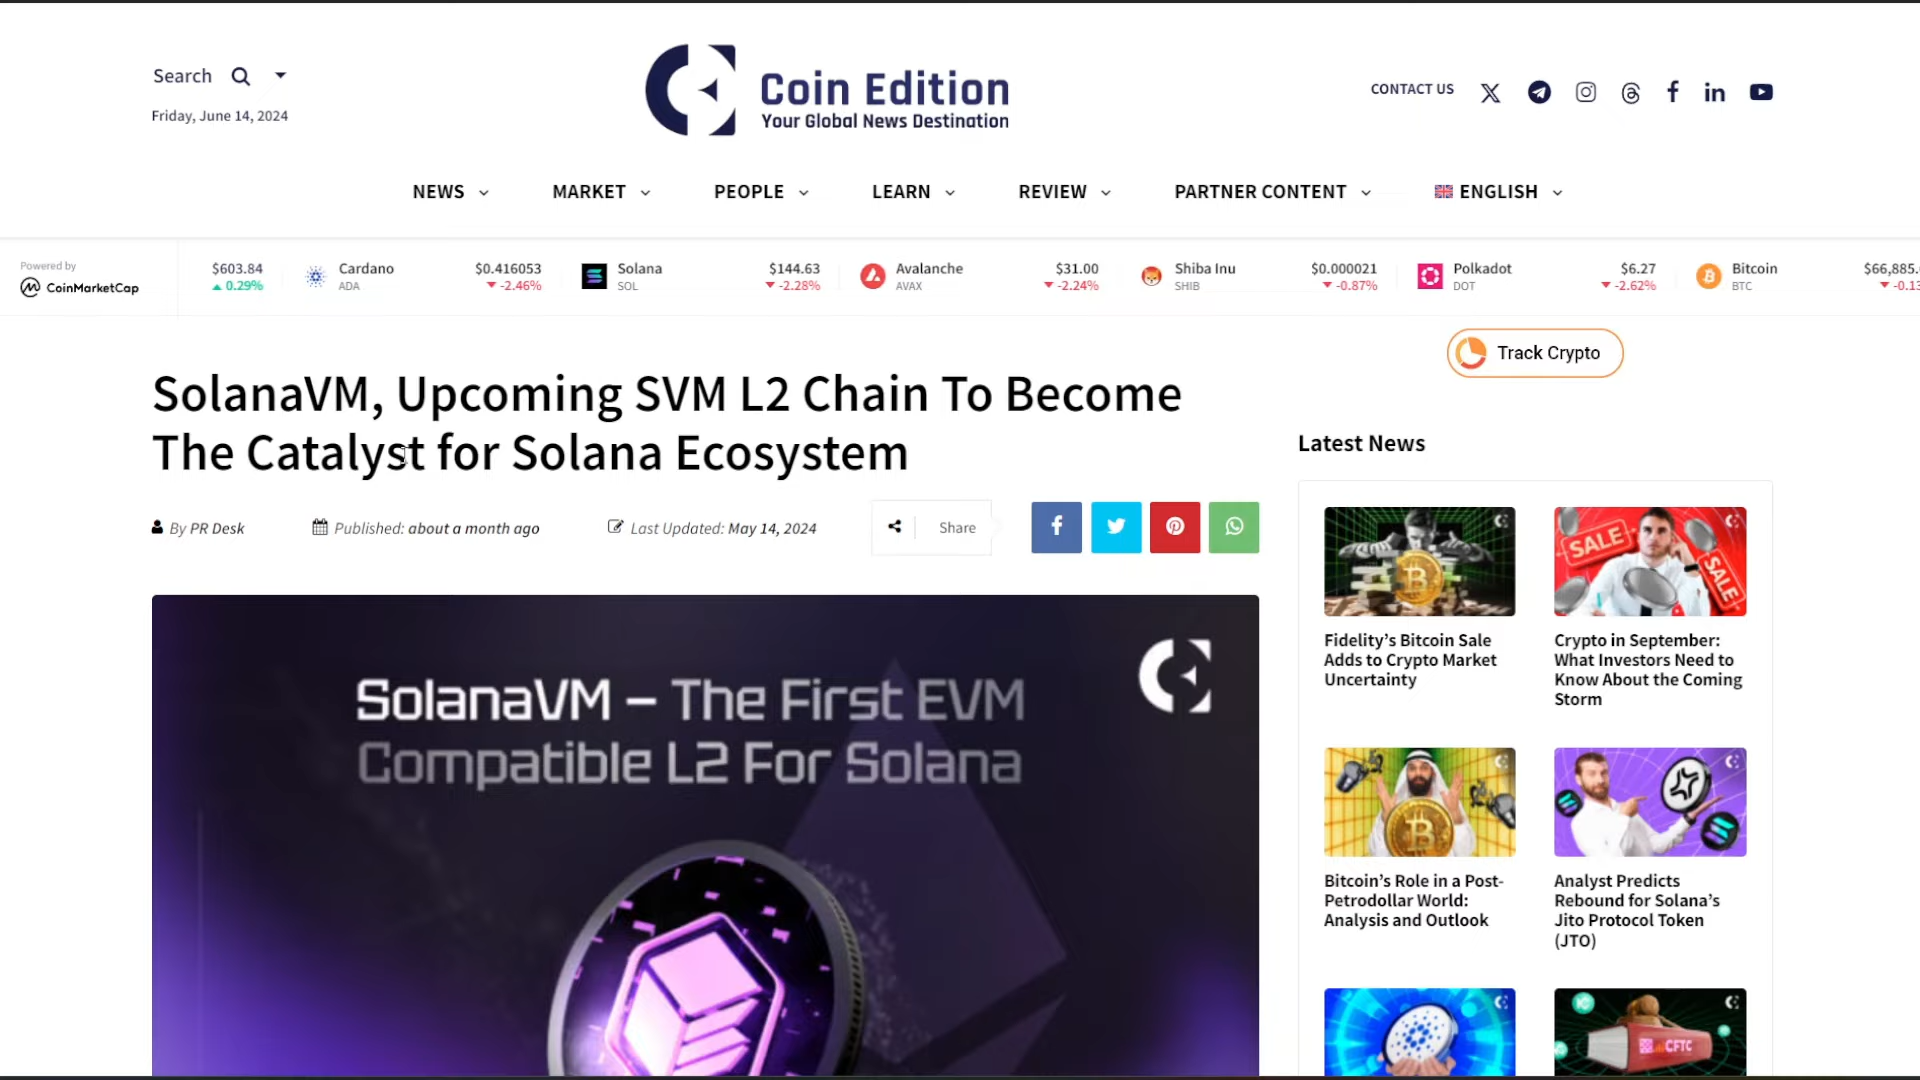 Search
Friday, June 14, 2024
Coin Edition
Your Global News Destination
CONTACT US
NEWS MARKET PEOPLE LEARN REVIEW PARTNER CONTENT ENGLISH
Powered by
CoinMarketCap
$603.84
0.29%
Cardano
ADA
$0.416053
-2.46%
Solana
SOL
$144.63
-2.28%
Avalanche
AVAX
$31.00
-2.24%
Shiba Inu
SHIB
$0.000021
-0.87%
Polkadot
DOT
$6.27
-2.62%
Bitcoin
BTC
$66,885.
-0.13
Track Crypto
SolanaVM, Upcoming SVM L2 Chain To Become
The Catalyst for Solana Ecosystem
By PR Desk
Published: about a month ago
Last Updated: May 14, 2024
Share
SolanaVM – The First EVM
Compatible L2 For Solana
Latest News
SALE
SALE
Fidelity’s Bitcoin Sale
Adds to Crypto Market
Uncertainty
Crypto in September:
What Investors Need to
Know About the Coming
Storm
Bitcoin’s Role in a Post-
Petrodollar World:
Analysis and Outlook
Analyst Predicts
Rebound for Solana’s
Jito Protocol Token
(JTO)
CFTC